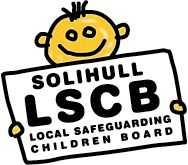 SOLIHULL
LSCB
LOCAL SAFEGUARDING
CHILDREN BOARD